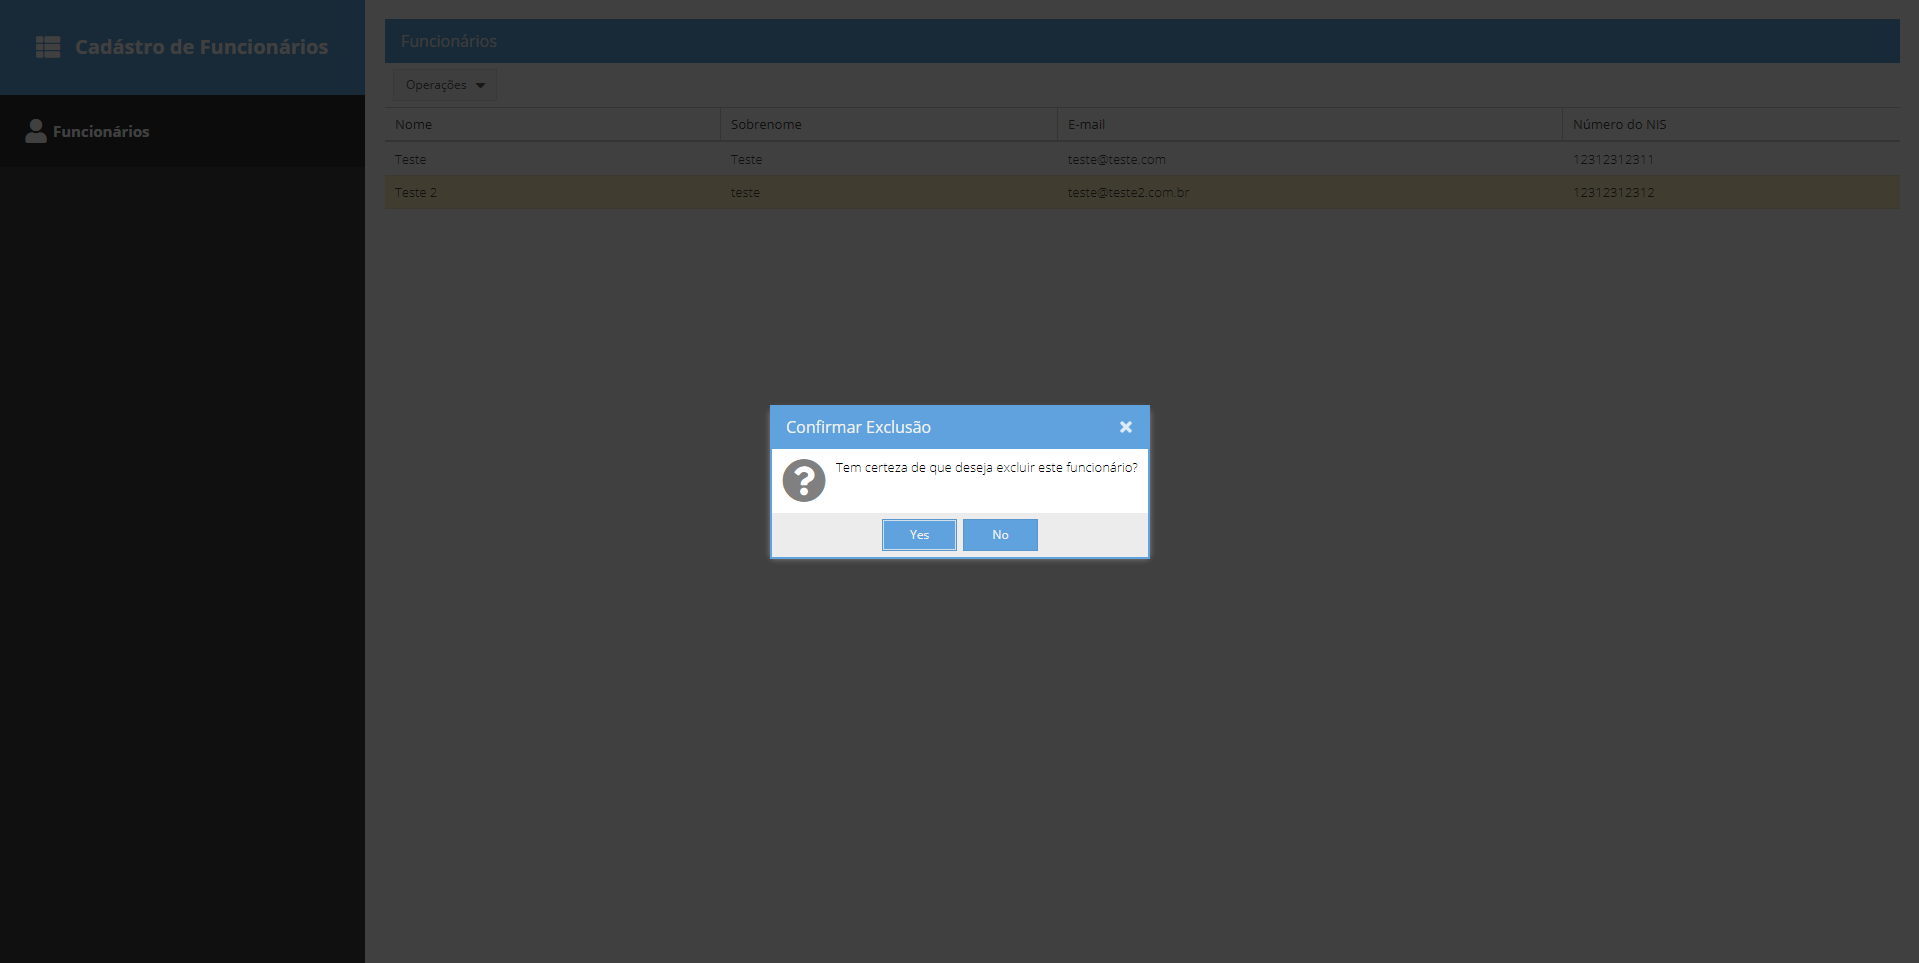 Cadástro de Funcionários
Funcionários
Funcionários
Operações
Nome Sobrenome E-mail Número do NIS
Teste Teste teste@teste.com 12312312311
Teste 2 teste teste@teste2.com.br 12312312312
Confirmar Exclusão
Tem certeza de que deseja excluir este funcionário?
Yes No